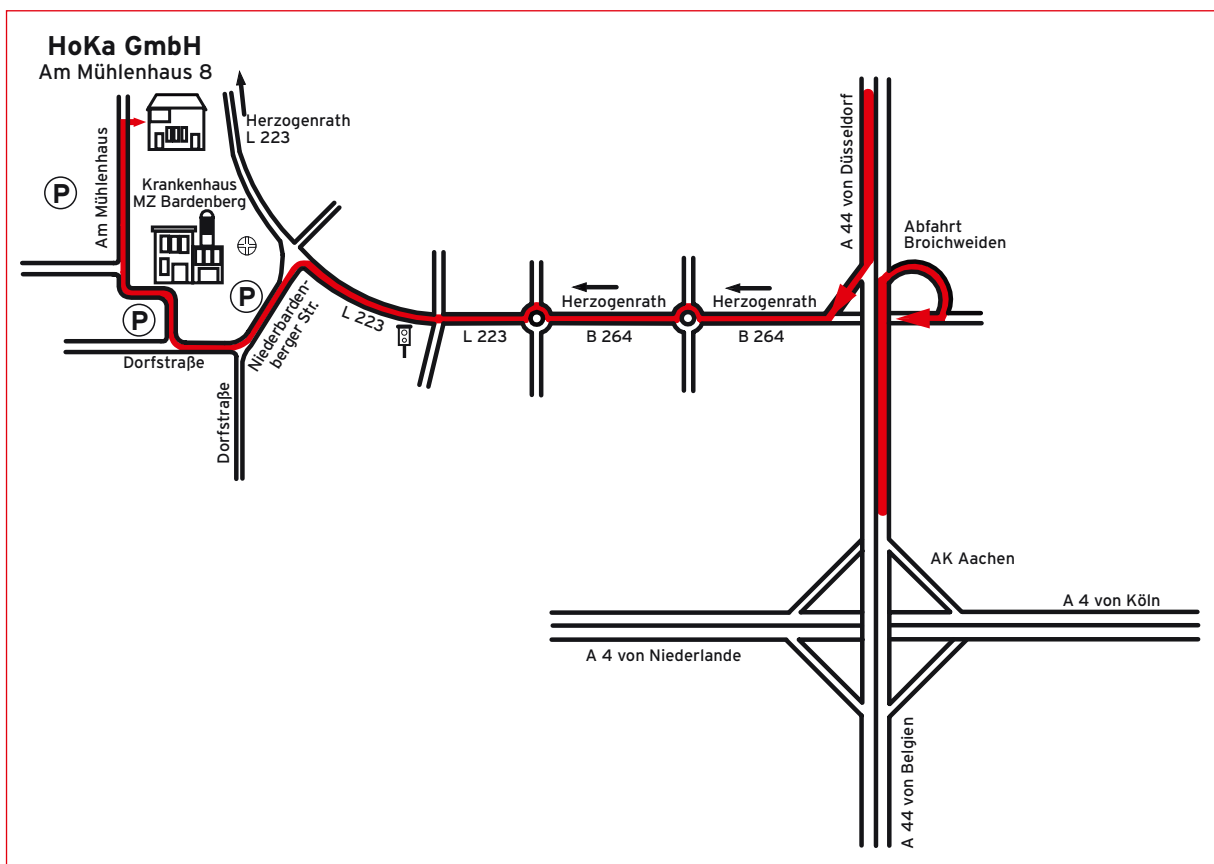 HoKa GmbH
Am Mühlenhaus 8
Herzogenrath
L 223
Am Mühlenhaus
P
Krankenhaus
MZ Bardenberg
P
P
Dorfstraße
Dorfstraße
Niederbarden-
berger Str.
L 223
L 223
Herzogenrath
B 264
Herzogenrath
B 264
A 44 von Düsseldorf
Abfahrt
Broichweiden
AK Aachen
A 4 von Köln
A 4 von Niederlande
A 44 von Belgien